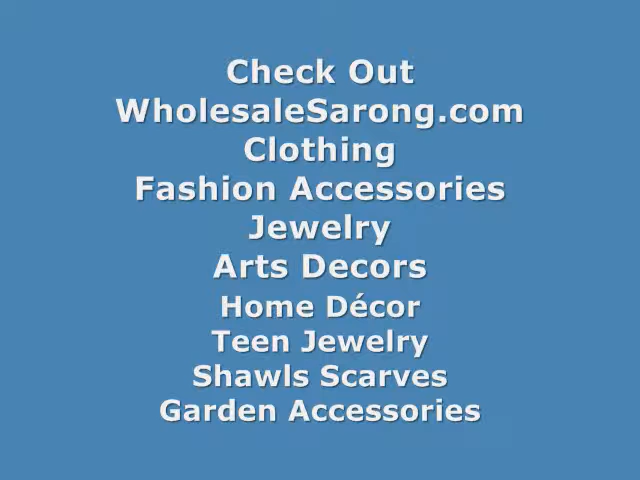 Check Out
WholesaleSarong.com
Clothing
Fashion Accessories
Jewelry
Arts Decors
Home Décor
Teen Jewelry
Shawls Scarves
Garden Accessories